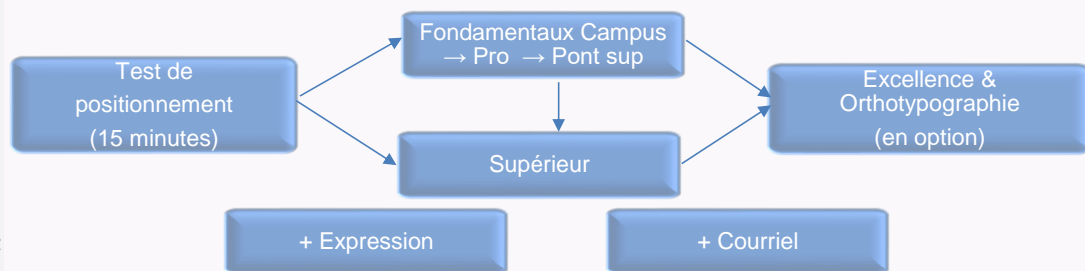 Fondamentaux Campus
→ Pro → Pont sup
Test de
positionnement
(15 minutes)
Excellence &
Orthotypographie
(en option)
Supérieur
+ Expression
+ Courriel